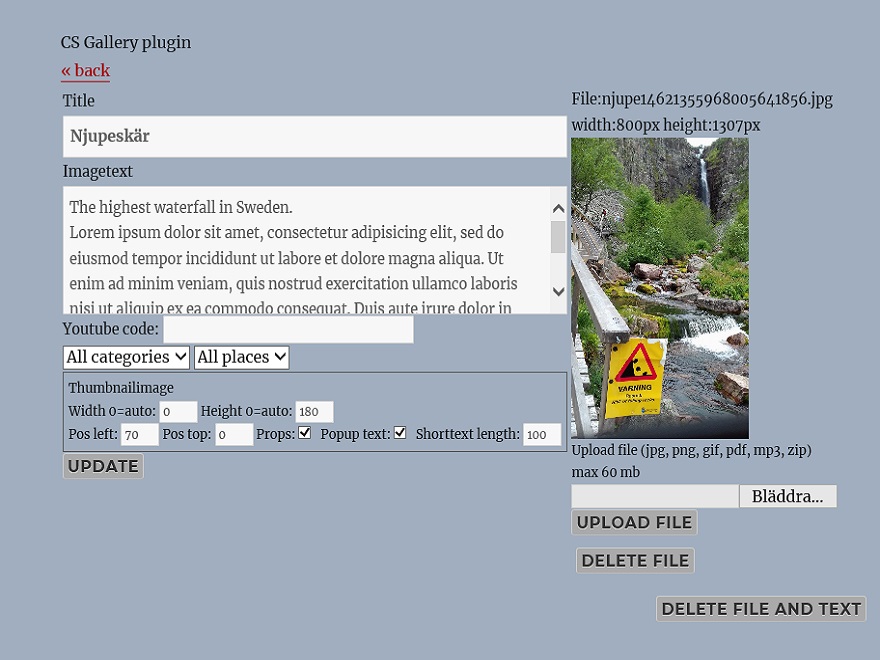 CS Gallery plugin
« back
Title
Njupeskär
Imagetext
The highest waterfall in Sweden.
Lorem ipsum dolor sit amet, consectetur adipisicing elit, sed do
eiusmod tempor incididunt ut labore et dolore magna aliqua. Ut
enim ad minim veniam, quis nostrud exercitation ullamco laboris
nisi ut aliquip ex ea commodo consequat. Duis aute irure dolor in
Youtube code:
All categories All places
Thumbnailimage
Width 0=auto: 0 Height 0=auto: 180
Pos left: 70 Pos top: 0 Props: Popup text: Shorttext length: 100
UPDATE
File:njupe14621355968005641856.jpg
width:800px height:1307px
VARNING
Upload file (jpg, png, gif, pdf, mp3, zip)
max 60 mb
Bläddra...
UPLOAD FILE
DELETE FILE
DELETE FILE AND TEXT